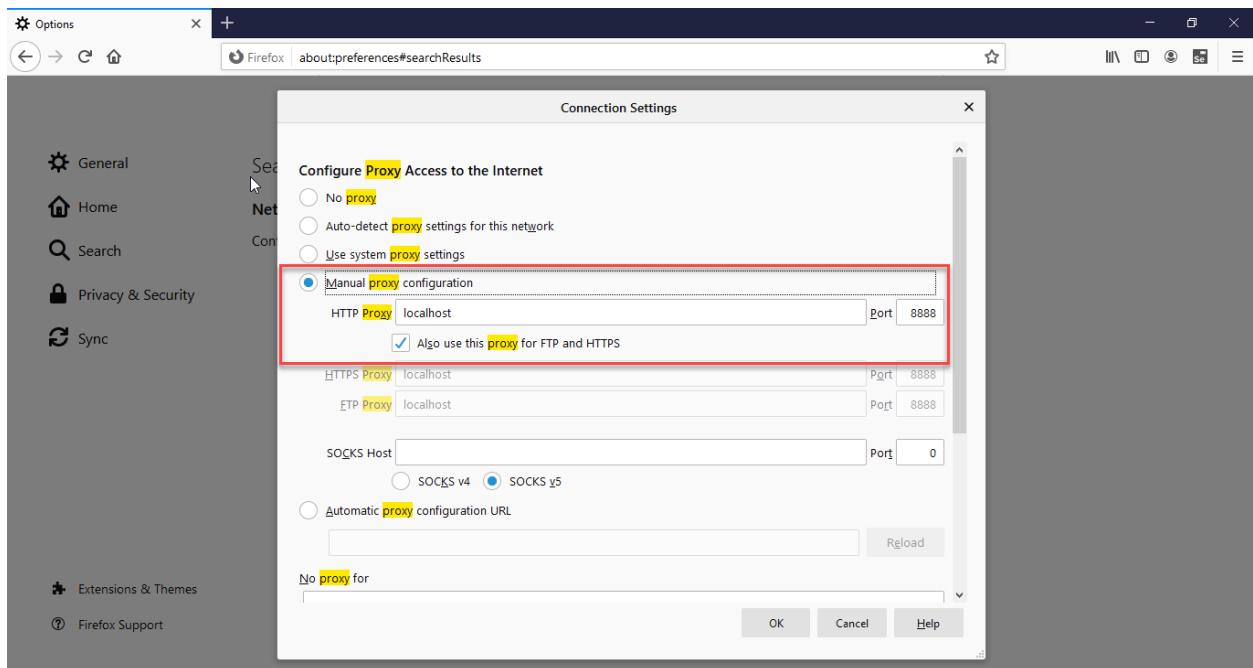 Options
Firefox about:preferences#searchResults
Se
Connection Settings
General
Home
Search
Privacy & Security
Sync
Extensions & Themes
Firefox Support
Sea
Net
Con
Configure Proxy Access to the Internet
No proxy
Auto-detect proxy settings for this network
Use system proxy settings
Manual proxy configuration
HTTP Proxy localhost Port 8888
Also use this proxy for FTP and HTTPS
HTTPS Proxy localhost Port 8888
FTP Proxy localhost Port 8888
SOCKS Host Port 0
SOCKS v4 SOCKS v5
Automatic proxy configuration URL
Reload
No proxy for
OK Cancel Help